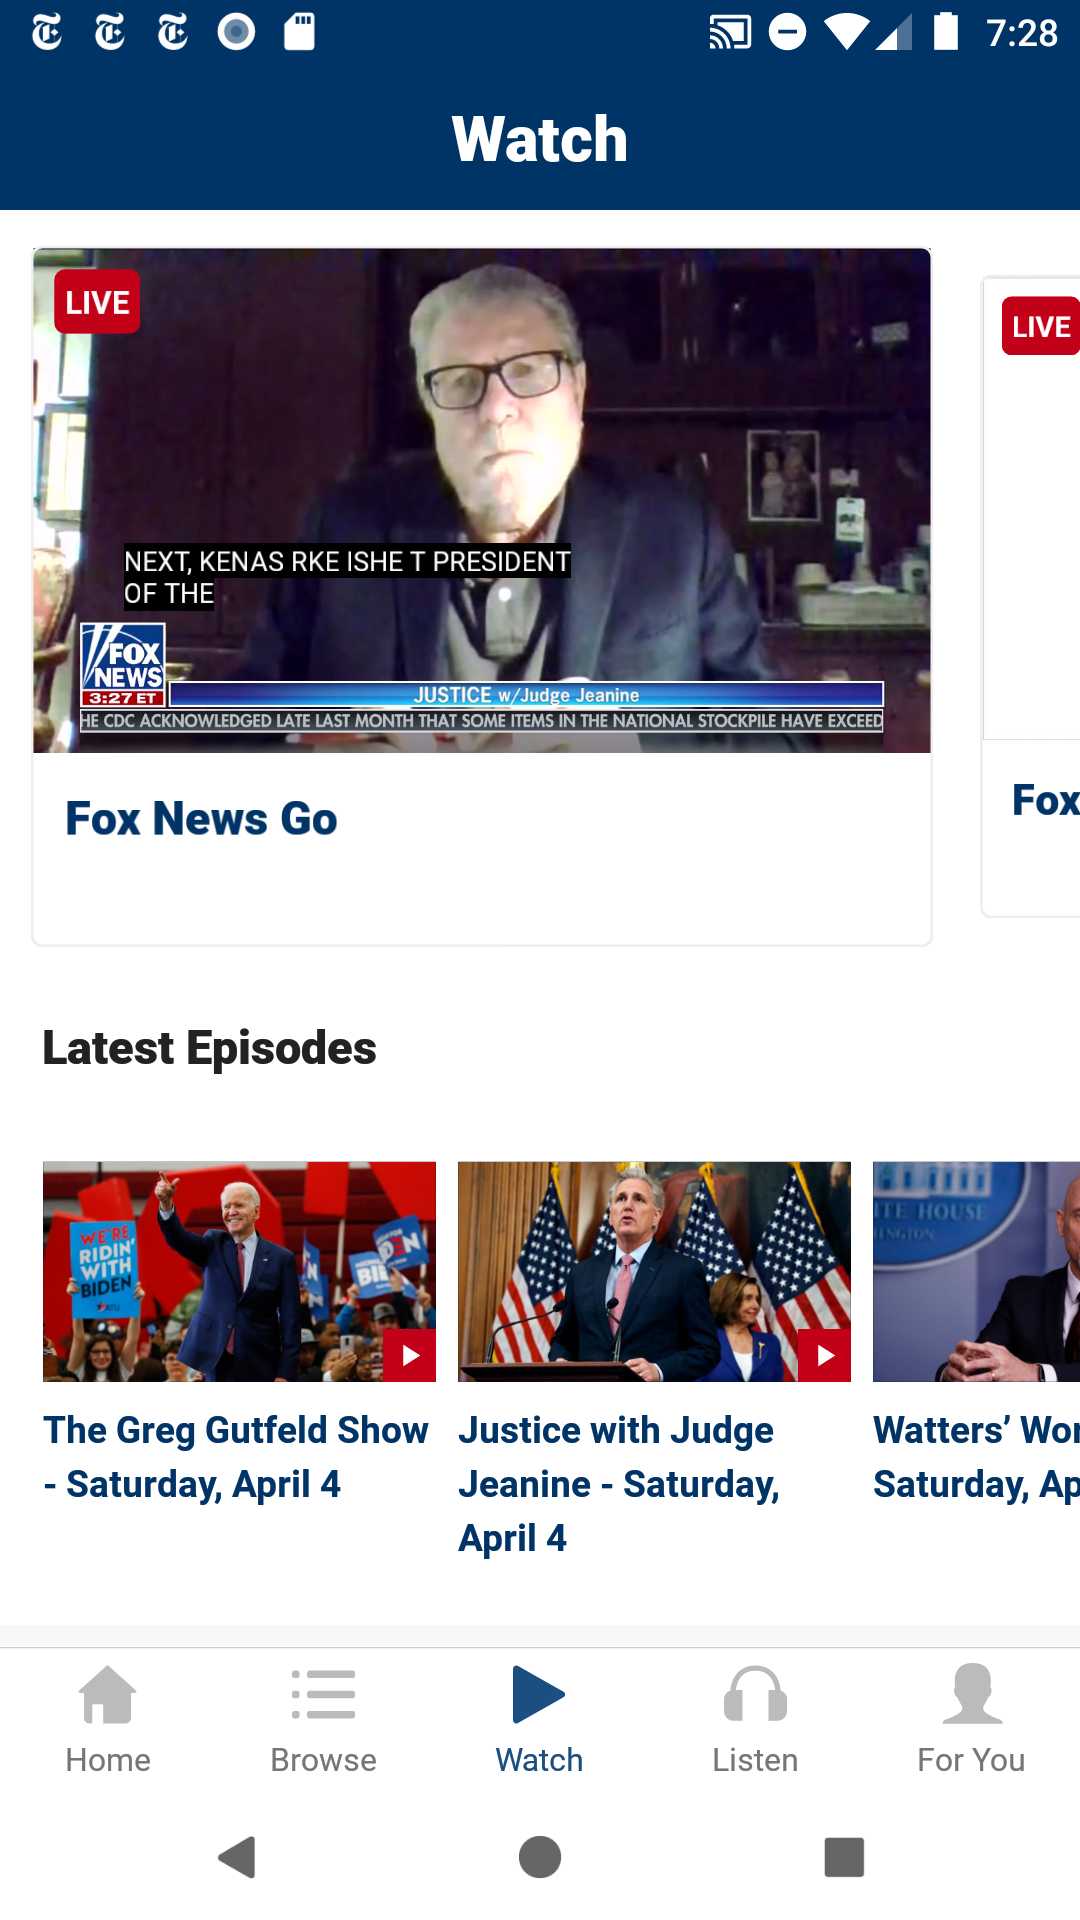 7:28
Watch
LIVE
LIVE
NEXT, KENAS RKE ISHE T PRESIDENT
OF THE
FOX
NEWS
3:27 ET
JUSTICE w/Judge Jeanine
HE CDC ACKNOWLEDGED LATE LAST MONTH THAT SOME ITEMS IN THE NATIONAL STOCKPILE HAVE EXCEED
Fox News Go
Fox
Latest Episodes
WE'RE
RIDIN'
WITH
BIDEN
ITE HOUSE
INGTON
The Greg Gutfeld Show
- Saturday, April 4
Justice with Judge
Jeanine - Saturday,
April 4
Watters’ Wor
Saturday, Ap
Home
Browse
Watch
Listen
For You